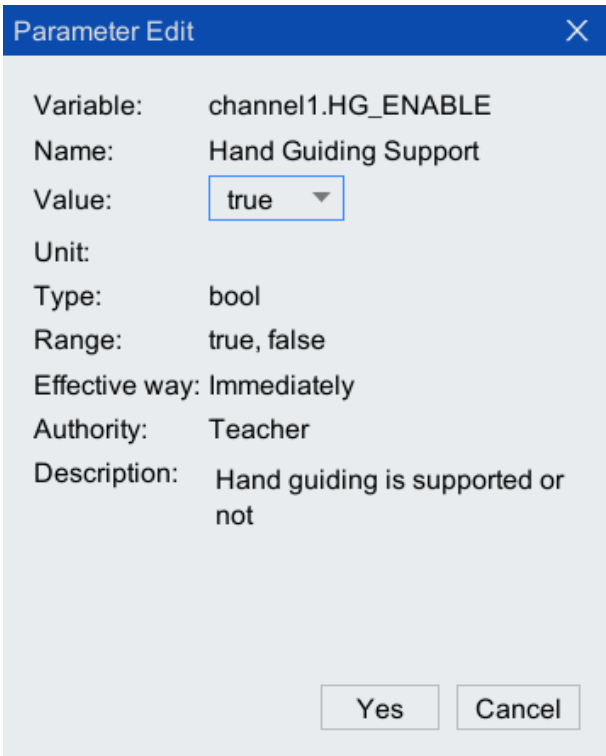 Parameter Edit
Variable: channel1.HG_ENABLE
Name: Hand Guiding Support
Value: true
Unit:
Type: bool
Range: true, false
Effective way: Immediately
Authority: Teacher
Description: Hand guiding is supported or
not
Yes Cancel